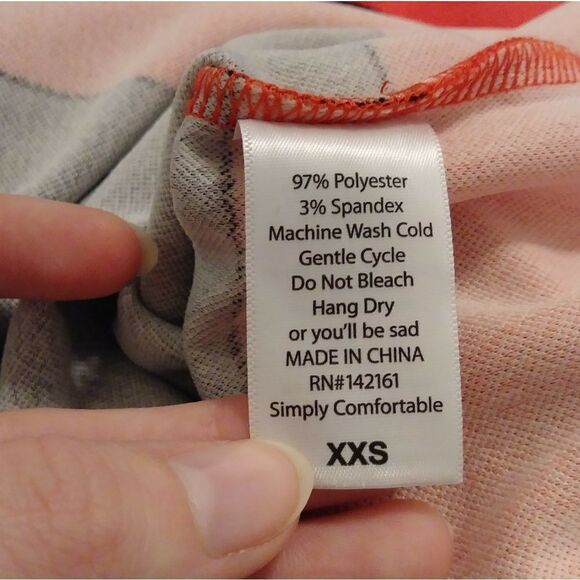 97% Polyester
3% Spandex
Machine Wash Cold
Gentle Cycle
Do Not Bleach
Hang Dry
or you'll be sad
MADE IN CHINA
RN#142161
Simply Comfortable
XXS